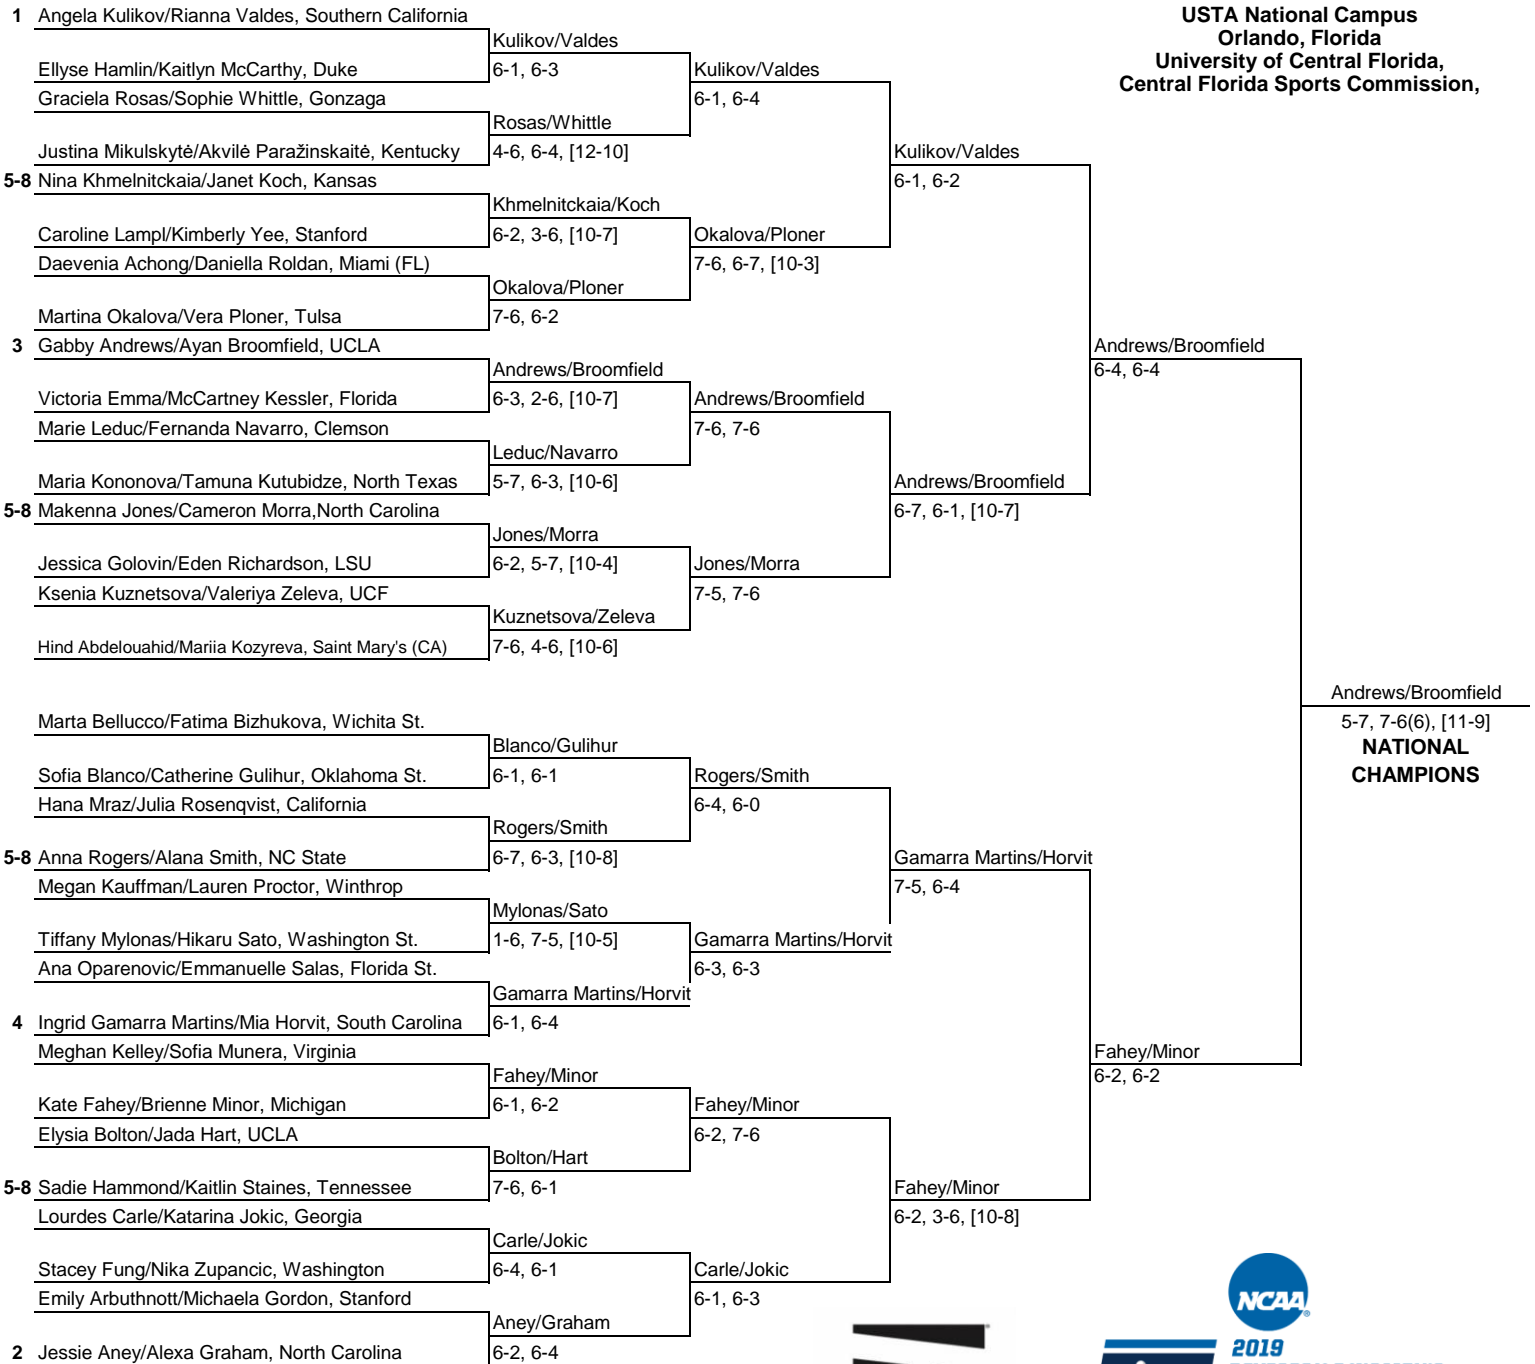 1 Angela Kulikov/Rianna Valdes, Southern California
USTA National Campus
Orlando, Florida
University of Central Florida,
Central Florida Sports Commission,
Kulikov/Valdes
Ellyse Hamlin/Kaitlyn McCarthy, Duke
6-1, 6-3
Kulikov/Valdes
Graciela Rosas/Sophie Whittle, Gonzaga
6-1, 6-4
Rosas/Whittle
Justina Mikulskytė/Akvilė Paražinskaitė, Kentucky
4-6, 6-4, [12-10]
Kulikov/Valdes
5-8 Nina Khmelnitckaia/Janet Koch, Kansas
6-1, 6-2
Khmelnitckaia/Koch
Caroline Lampl/Kimberly Yee, Stanford
6-2, 3-6, [10-7]
Okalova/Ploner
Daevenia Achong/Daniella Roldan, Miami (FL)
7-6, 6-7, [10-3]
Okalova/Ploner
Martina Okalova/Vera Ploner, Tulsa
7-6, 6-2
3 Gabby Andrews/Ayan Broomfield, UCLA
Andrews/Broomfield
Andrews/Broomfield
6-4, 6-4
Victoria Emma/McCartney Kessler, Florida
6-3, 2-6, [10-7]
Andrews/Broomfield
Marie Leduc/Fernanda Navarro, Clemson
7-6, 7-6
Leduc/Navarro
Maria Kononova/Tamuna Kutubidze, North Texas
5-7, 6-3, [10-6]
Andrews/Broomfield
5-8 Makenna Jones/Cameron Morra,North Carolina
6-7, 6-1, [10-7]
Jones/Morra
Jessica Golovin/Eden Richardson, LSU
6-2, 5-7, [10-4]
Jones/Morra
Ksenia Kuznetsova/Valeriya Zeleva, UCF
7-5, 7-6
Kuznetsova/Zeleva
Hind Abdelouahid/Mariia Kozyreva, Saint Mary's (CA)
7-6, 4-6, [10-6]
Andrews/Broomfield
Marta Bellucco/Fatima Bizhukova, Wichita St.
5-7, 7-6(6), [11-9]
Blanco/Gulihur
NATIONAL
CHAMPIONS
Sofia Blanco/Catherine Gulihur, Oklahoma St.
6-1, 6-1
Rogers/Smith
Hana Mraz/Julia Rosenqvist, California
6-4, 6-0
Rogers/Smith
5-8 Anna Rogers/Alana Smith, NC State
6-7, 6-3, [10-8]
Gamarra Martins/Horvit
Megan Kauffman/Lauren Proctor, Winthrop
7-5, 6-4
Mylonas/Sato
Tiffany Mylonas/Hikaru Sato, Washington St.
1-6, 7-5, [10-5]
Gamarra Martins/Horvit
Ana Oparenovic/Emmanuelle Salas, Florida St.
6-3, 6-3
Gamarra Martins/Horvit
4 Ingrid Gamarra Martins/Mia Horvit, South Carolina
6-1, 6-4
Meghan Kelley/Sofia Munera, Virginia
Fahey/Minor
Fahey/Minor
6-2, 6-2
Kate Fahey/Brienne Minor, Michigan
6-1, 6-2
Fahey/Minor
Elysia Bolton/Jada Hart, UCLA
6-2, 7-6
Bolton/Hart
5-8 Sadie Hammond/Kaitlin Staines, Tennessee
7-6, 6-1
Fahey/Minor
Lourdes Carle/Katarina Jokic, Georgia
6-2, 3-6, [10-8]
Carle/Jokic
Stacey Fung/Nika Zupancic, Washington
6-4, 6-1
Carle/Jokic
Emily Arbuthnott/Michaela Gordon, Stanford
6-1, 6-3
NCAA
Aney/Graham
2 Jessie Aney/Alexa Graham, North Carolina
6-2, 6-4
2019